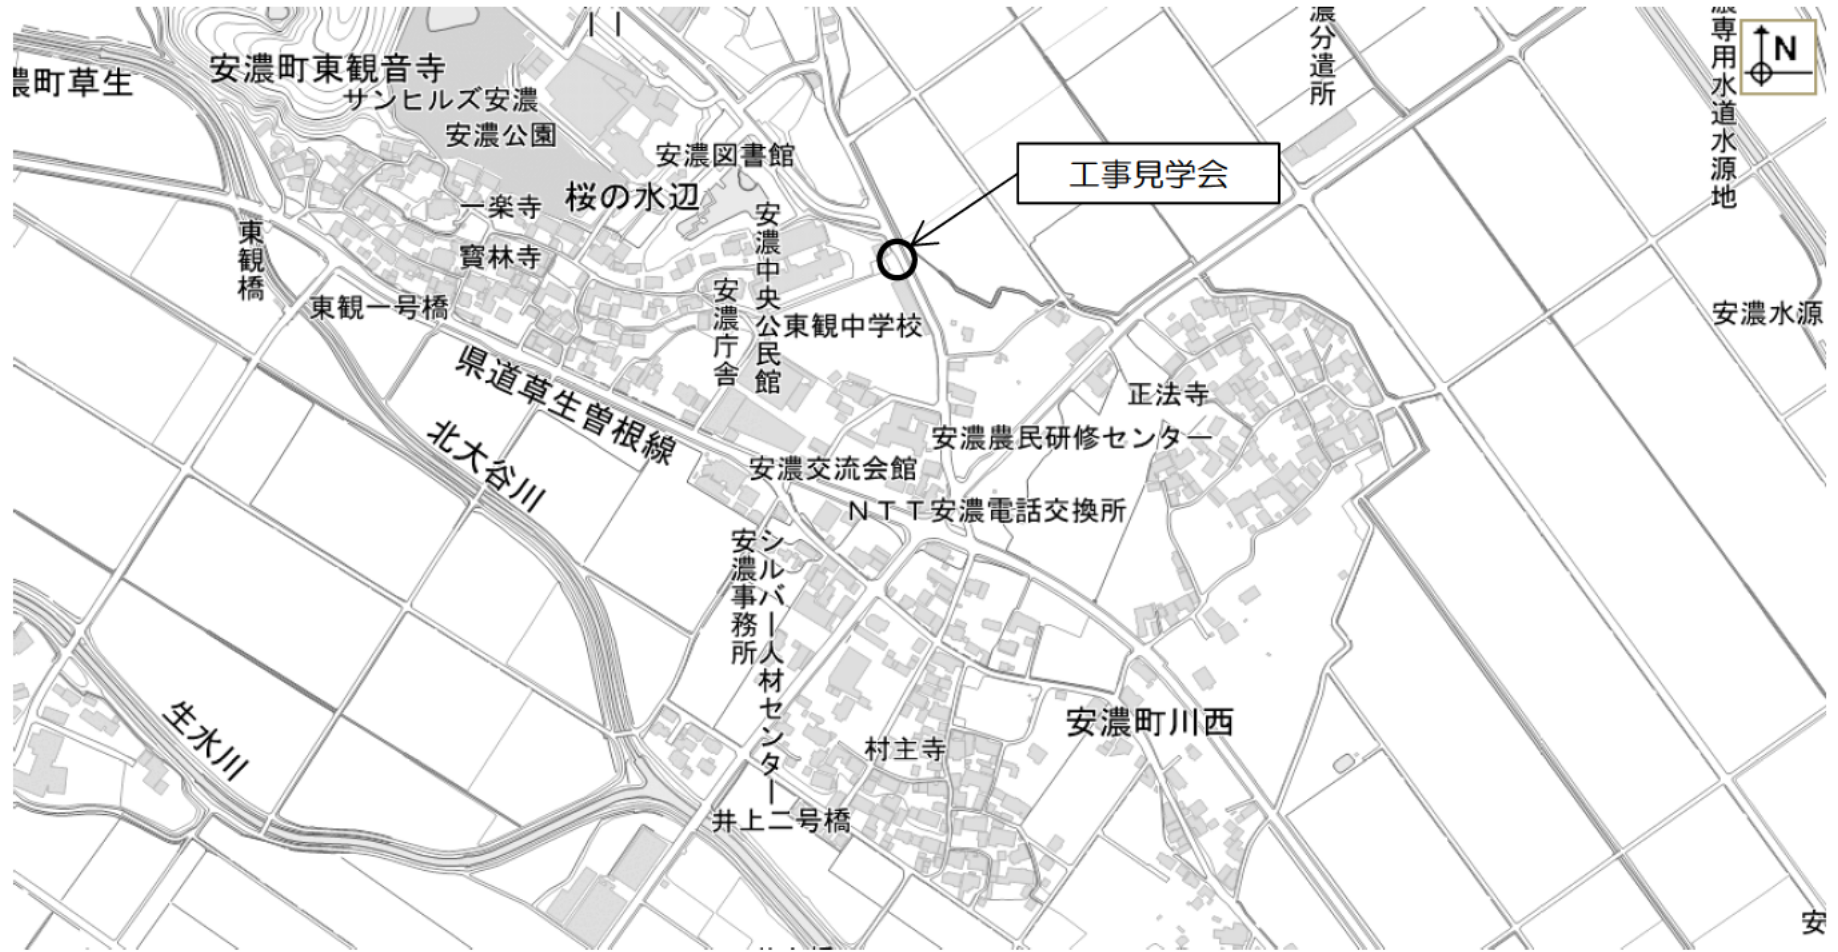 濃町草生
安濃町東観音寺
サンヒルズ安濃
安濃公園
安濃図書館
桜の水辺
一楽寺
寳林寺
東観橋
東観一号橋
安濃中央公民館
安濃庁舎
東観中学校
工事見学会
濃分遣所
濃専用水道水源地
N
安濃水源
県道草生曽根線
北大谷川
正法寺
安濃農民研修センター
安濃交流会館
NTT安濃電話交換所
シルバー人材センター
安濃事務所
生水川
安濃町川西
村主寺
井上二号橋
安